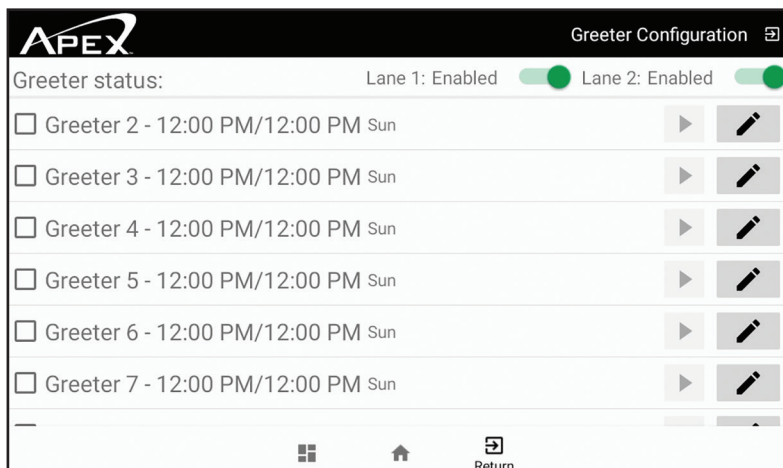 APEX
Greeter Configuration
Greeter status:
Lane 1: Enabled
Lane 2: Enabled
Greeter 2 - 12:00 PM/12:00 PM Sun
Greeter 3 - 12:00 PM/12:00 PM Sun
Greeter 4 - 12:00 PM/12:00 PM Sun
Greeter 5 - 12:00 PM/12:00 PM Sun
Greeter 6 - 12:00 PM/12:00 PM Sun
Greeter 7 - 12:00 PM/12:00 PM Sun
Return